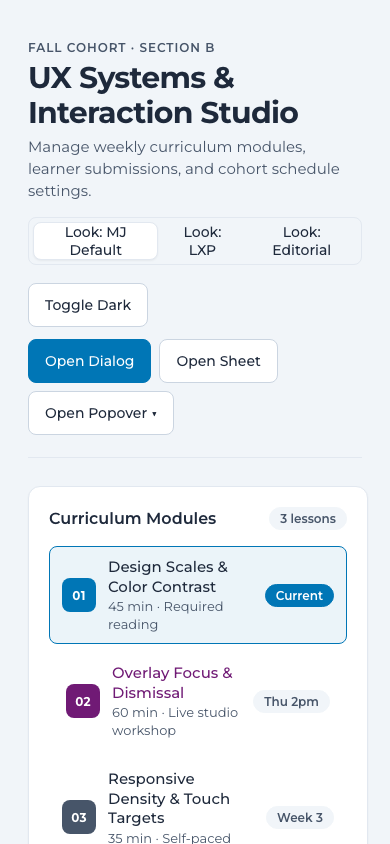 FALL COHORT · SECTION B
UX Systems &
Interaction Studio
Manage weekly curriculum modules,
learner submissions, and cohort schedule
settings.
Look: MJ
Default
Look:
LXP
Look:
Editorial
Toggle Dark
Open Dialog
Open Sheet
Open Popover ▾
Curriculum Modules
3 lessons
01
Design Scales &
Color Contrast
45 min · Required
reading
Current
02
Overlay Focus &
Dismissal
60 min · Live studio
workshop
Thu 2pm
03
Responsive
Density & Touch
Targets
35 min · Self-paced
Week 3